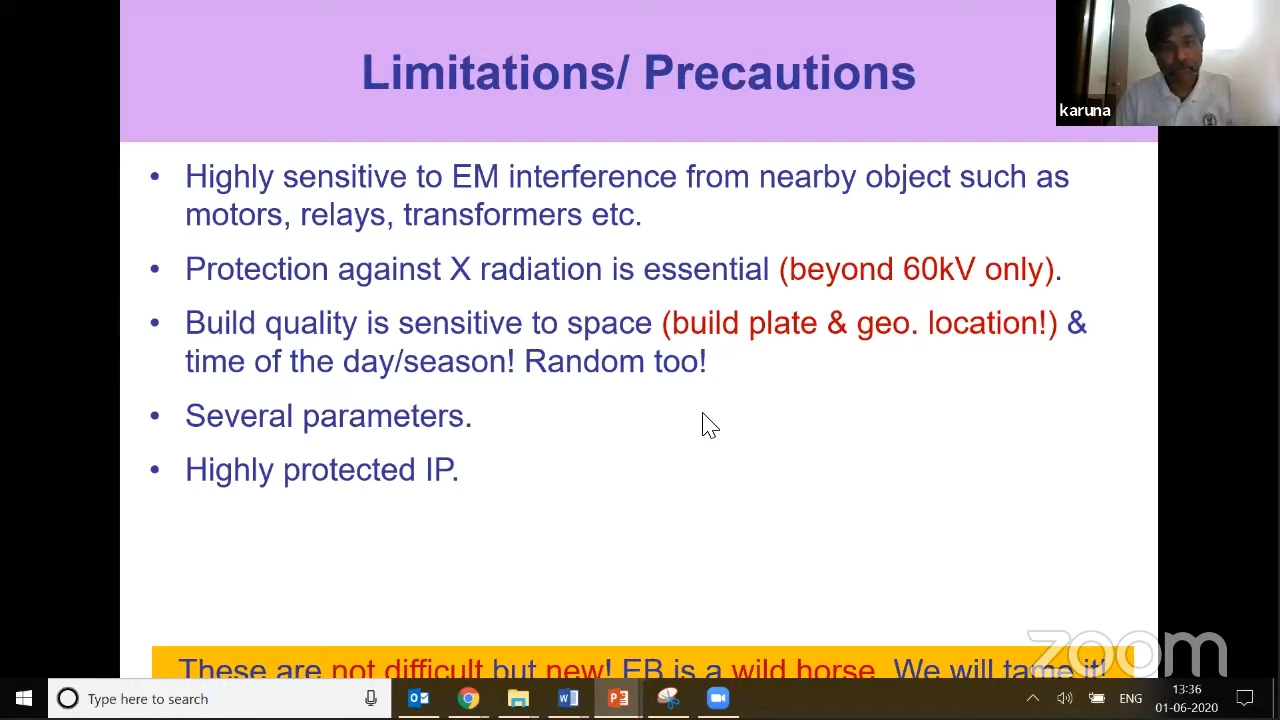 Limitations/ Precautions
karuna
• Highly sensitive to EM interference from nearby object such as
motors, relays, transformers etc.
• Protection against X radiation is essential (beyond 60kV only).
• Build quality is sensitive to space (build plate & geo. location!) &
time of the day/season! Random too!
• Several parameters.
• Highly protected IP.
These are not difficult but new! EB is a wild horse. We will tame it!
zoom
Type here to search
ENG
13:36
01-06-2020